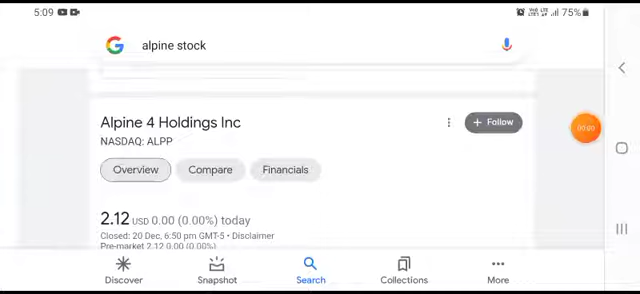 5:09
75%
alpine stock
Alpine 4 Holdings Inc
NASDAQ: ALPP
+ Follow
Overview
Compare
Financials
2.12 USD 0.00 (0.00%) today
Closed: 20 Dec, 6:50 pm GMT-5 • Disclaimer
Pre-market 2.12 0.00 (0.00%)
00:00
Discover
Snapshot
Search
Collections
More